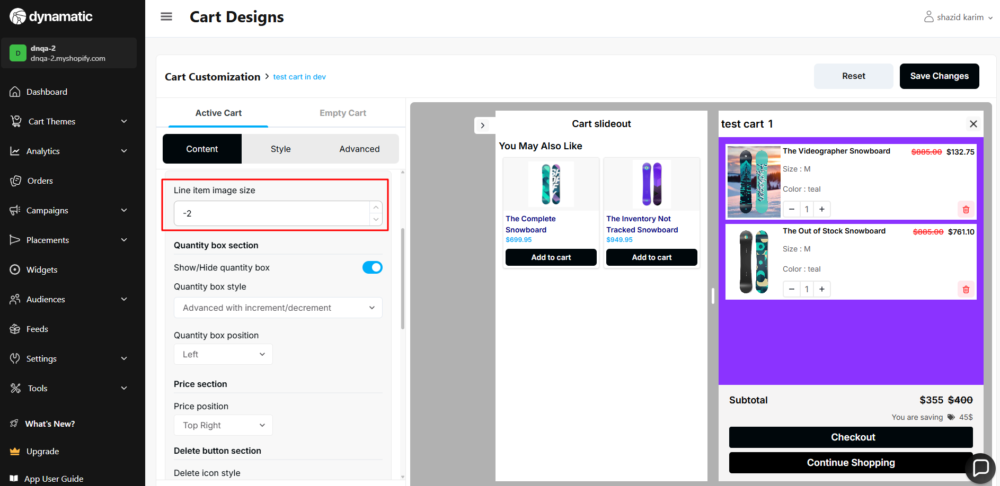 dynamatic
Cart Designs
shazid karim
D
dnqa-2
dnqa-2.myshopify.com
Dashboard
Cart Themes
Analytics
Orders
Campaigns
Placements
Widgets
Audiences
Feeds
Settings
Tools
What's New?
Upgrade
App User Guide
Cart Customization > test cart in dev
Reset
Save Changes
Active Cart
Empty Cart
Content
Style
Advanced
Line item image size
-2
Quantity box section
Show/Hide quantity box
Quantity box style
Advanced with increment/decrement
Quantity box position
Left
Price section
Price position
Top Right
Delete button section
Delete icon style
Cart slideout
You May Also Like
The Complete
Snowboard
$699.95
Add to cart
The Inventory Not
Tracked Snowboard
$949.95
Add to cart
test cart 1
Hydrogen
The Videographer Snowboard
$885.00 $132.75
Size : M
Color : teal
− 1 +
The Out of Stock Snowboard
$885.00 $761.10
Size : M
Color : teal
− 1 +
Subtotal
$355 $400
You are saving 45$
Checkout
Continue Shopping